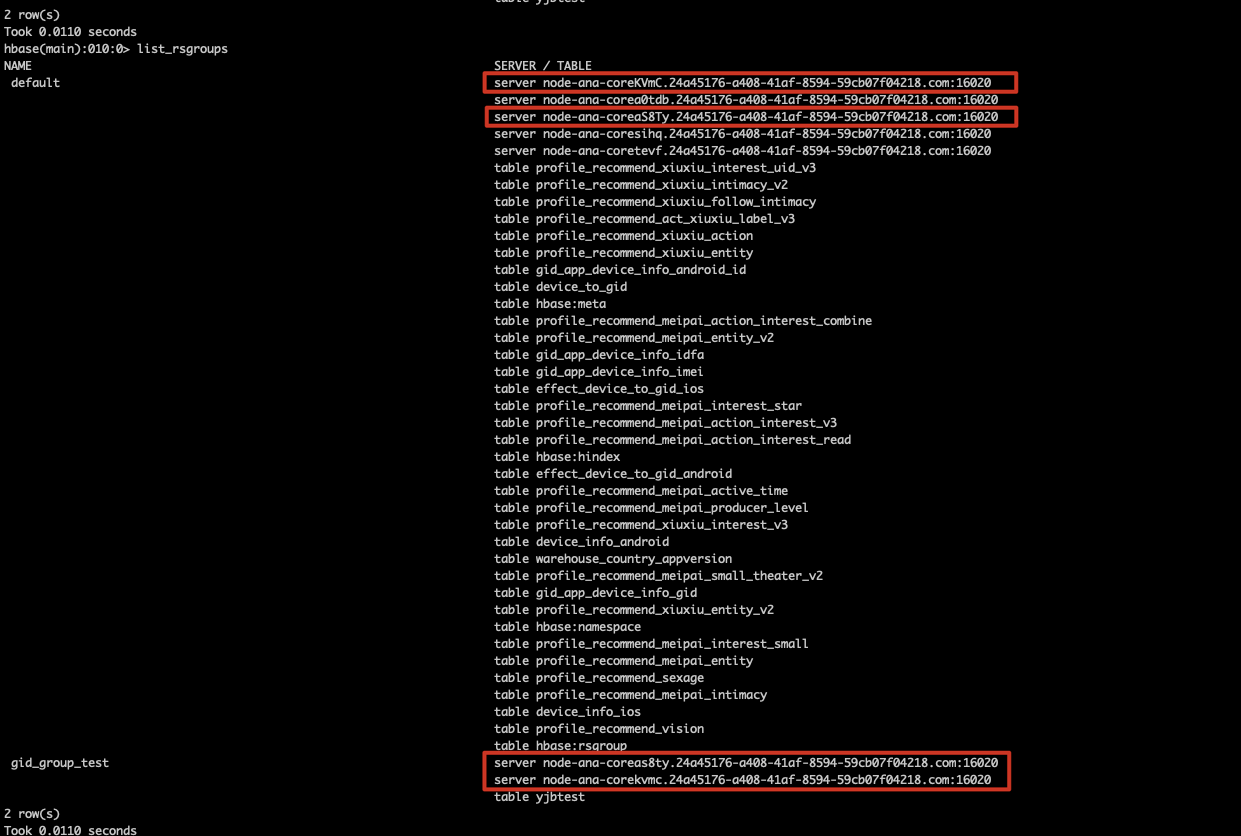 table yjbtest
2 row(s)
Took 0.0110 seconds
hbase(main):010:0> list_rsgroups
NAME SERVER / TABLE
default server node-ana-coreKVmC.24a45176-a408-41af-8594-59cb07f04218.com:16020
server node-ana-corea0tdb.24a45176-a408-41af-8594-59cb07f04218.com:16020
server node-ana-coreaS8Ty.24a45176-a408-41af-8594-59cb07f04218.com:16020
server node-ana-coresihq.24a45176-a408-41af-8594-59cb07f04218.com:16020
server node-ana-coretevf.24a45176-a408-41af-8594-59cb07f04218.com:16020
table profile_recommend_xiuxiu_interest_uid_v3
table profile_recommend_xiuxiu_intimacy_v2
table profile_recommend_xiuxiu_follow_intimacy
table profile_recommend_act_xiuxiu_label_v3
table profile_recommend_xiuxiu_action
table profile_recommend_xiuxiu_entity
table gid_app_device_info_android_id
table device_to_gid
table hbase:meta
table profile_recommend_meipai_action_interest_combine
table profile_recommend_meipai_entity_v2
table gid_app_device_info_idfa
table gid_app_device_info_imei
table effect_device_to_gid_ios
table profile_recommend_meipai_interest_star
table profile_recommend_meipai_action_interest_v3
table profile_recommend_meipai_action_interest_read
table hbase:hindex
table effect_device_to_gid_android
table profile_recommend_meipai_active_time
table profile_recommend_meipai_producer_level
table profile_recommend_xiuxiu_interest_v3
table device_info_android
table warehouse_country_appversion
table profile_recommend_meipai_small_theater_v2
table gid_app_device_info_gid
table profile_recommend_xiuxiu_entity_v2
table hbase:namespace
table profile_recommend_meipai_interest_small
table profile_recommend_meipai_entity
table profile_recommend_sexage
table profile_recommend_meipai_intimacy
table device_info_ios
table profile_recommend_vision
table hbase:rsgroup
gid_group_test server node-ana-coreas8ty.24a45176-a408-41af-8594-59cb07f04218.com:16020
server node-ana-corekvmc.24a45176-a408-41af-8594-59cb07f04218.com:16020
table yjbtest
2 row(s)
Took 0.0110 seconds